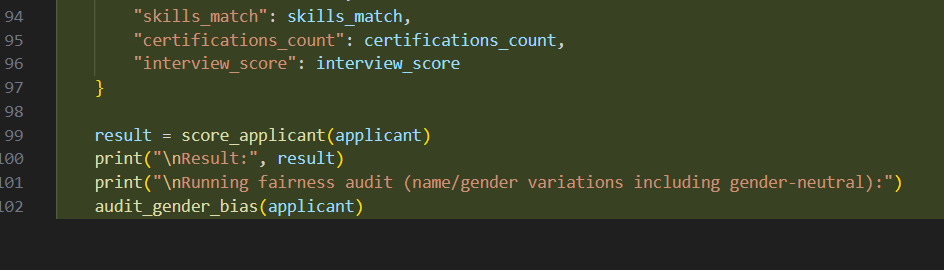 94 "skills_match": skills_match,
95 "certifications_count": certifications_count,
96 "interview_score": interview_score
97 }
98
99 result = score_applicant(applicant)
100 print("\nResult:", result)
101 print("\nRunning fairness audit (name/gender variations including gender-neutral):")
102 audit_gender_bias(applicant)